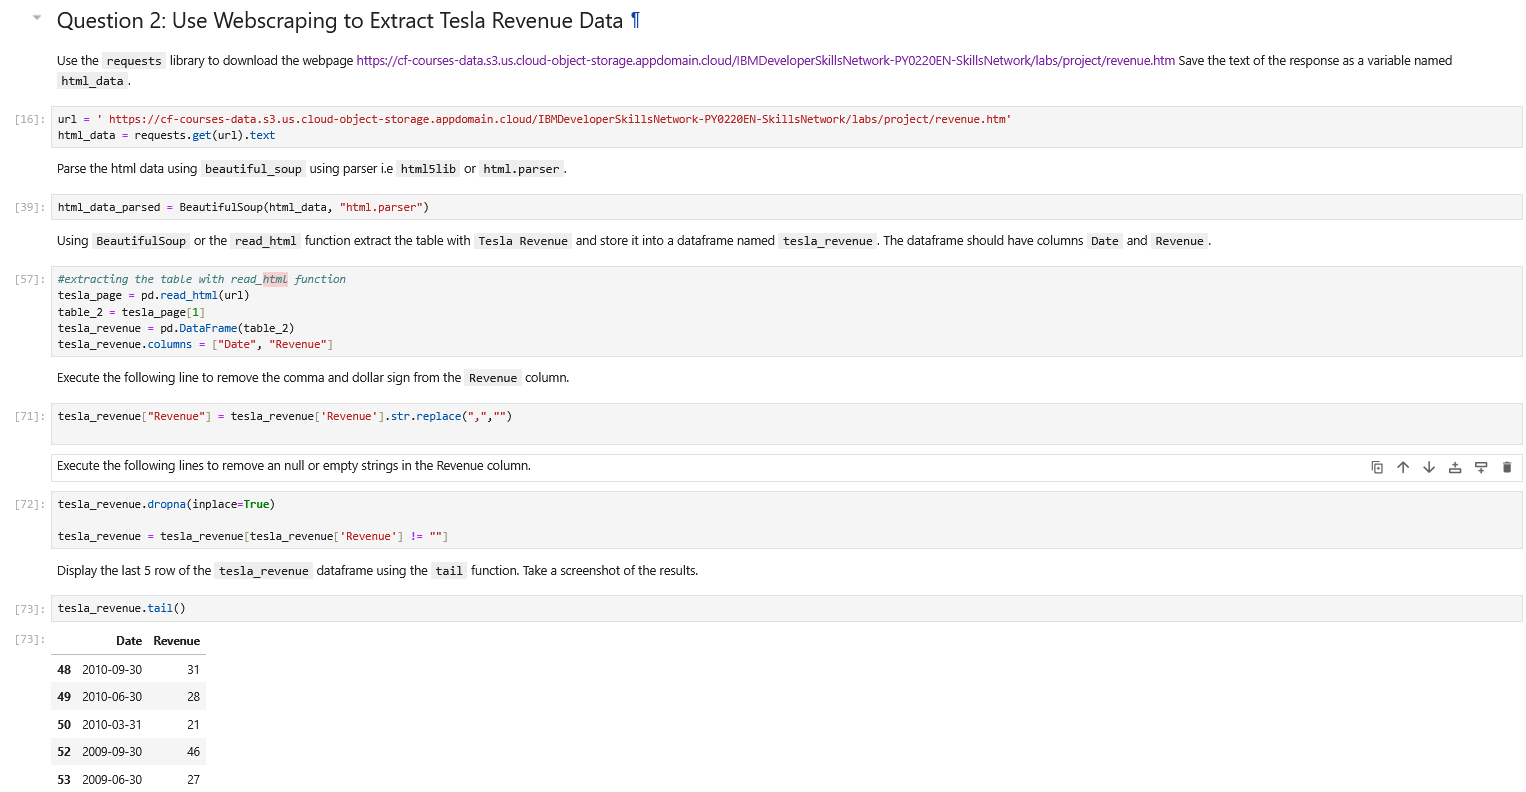 Question 2: Use Webscraping to Extract Tesla Revenue Data ¶
Use the requests library to download the webpage https://cf-courses-data.s3.us.cloud-object-storage.appdomain.cloud/IBMDeveloperSkillsNetwork-PY0220EN-SkillsNetwork/labs/project/revenue.htm Save the text of the response as a variable named
html_data.
[16]: url = ' https://cf-courses-data.s3.us.cloud-object-storage.appdomain.cloud/IBMDeveloperSkillsNetwork-PY0220EN-SkillsNetwork/labs/project/revenue.htm'
html_data = requests.get(url).text
Parse the html data using beautiful_soup using parser i.e html5lib or html.parser.
[39]: html_data_parsed = BeautifulSoup(html_data, "html.parser")
Using BeautifulSoup or the read_html function extract the table with Tesla Revenue and store it into a dataframe named tesla_revenue. The dataframe should have columns Date and Revenue.
[57]: #extracting the table with read_html function
tesla_page = pd.read_html(url)
table_2 = tesla_page[1]
tesla_revenue = pd.DataFrame(table_2)
tesla_revenue.columns = ["Date", "Revenue"]
Execute the following line to remove the comma and dollar sign from the Revenue column.
[71]: tesla_revenue["Revenue"] = tesla_revenue['Revenue'].str.replace(",","")
Execute the following lines to remove an null or empty strings in the Revenue column.
[72]: tesla_revenue.dropna(inplace=True)
tesla_revenue = tesla_revenue[tesla_revenue['Revenue'] != ""]
Display the last 5 row of the tesla_revenue dataframe using the tail function. Take a screenshot of the results.
[73]: tesla_revenue.tail()
[73]: Date Revenue
48 2010-09-30 31
49 2010-06-30 28
50 2010-03-31 21
52 2009-09-30 46
53 2009-06-30 27